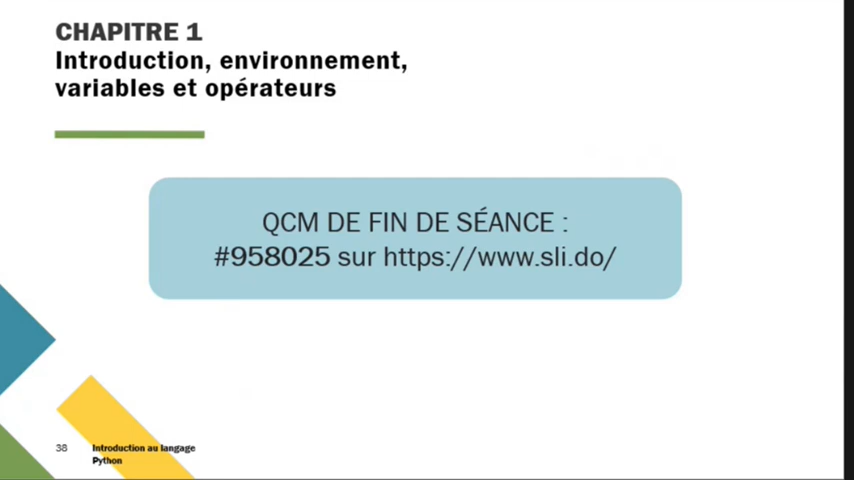 CHAPITRE 1
Introduction, environnement,
variables et opérateurs
QCM DE FIN DE SÉANCE :
#958025 sur https://www.sli.do/
38
Introduction au langage
Python